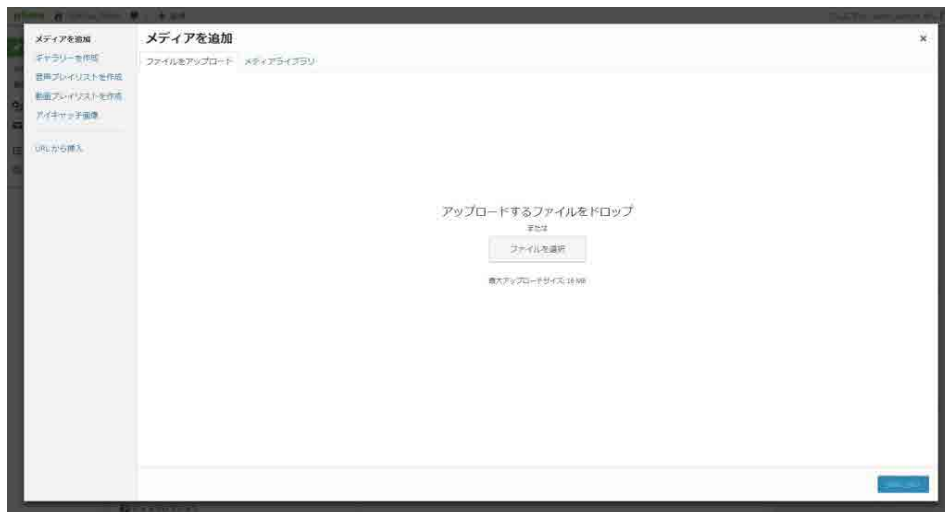 メディアを追加
ギャラリーを作成
音声プレイリストを作成
動画プレイリストを作成
アイキャッチ画像
URLから挿入
メディアを追加
×
ファイルをアップロード
メディアライブラリ
アップロードするファイルをドロップ
または
ファイルを選択
最大アップロードサイズ: 16 MB